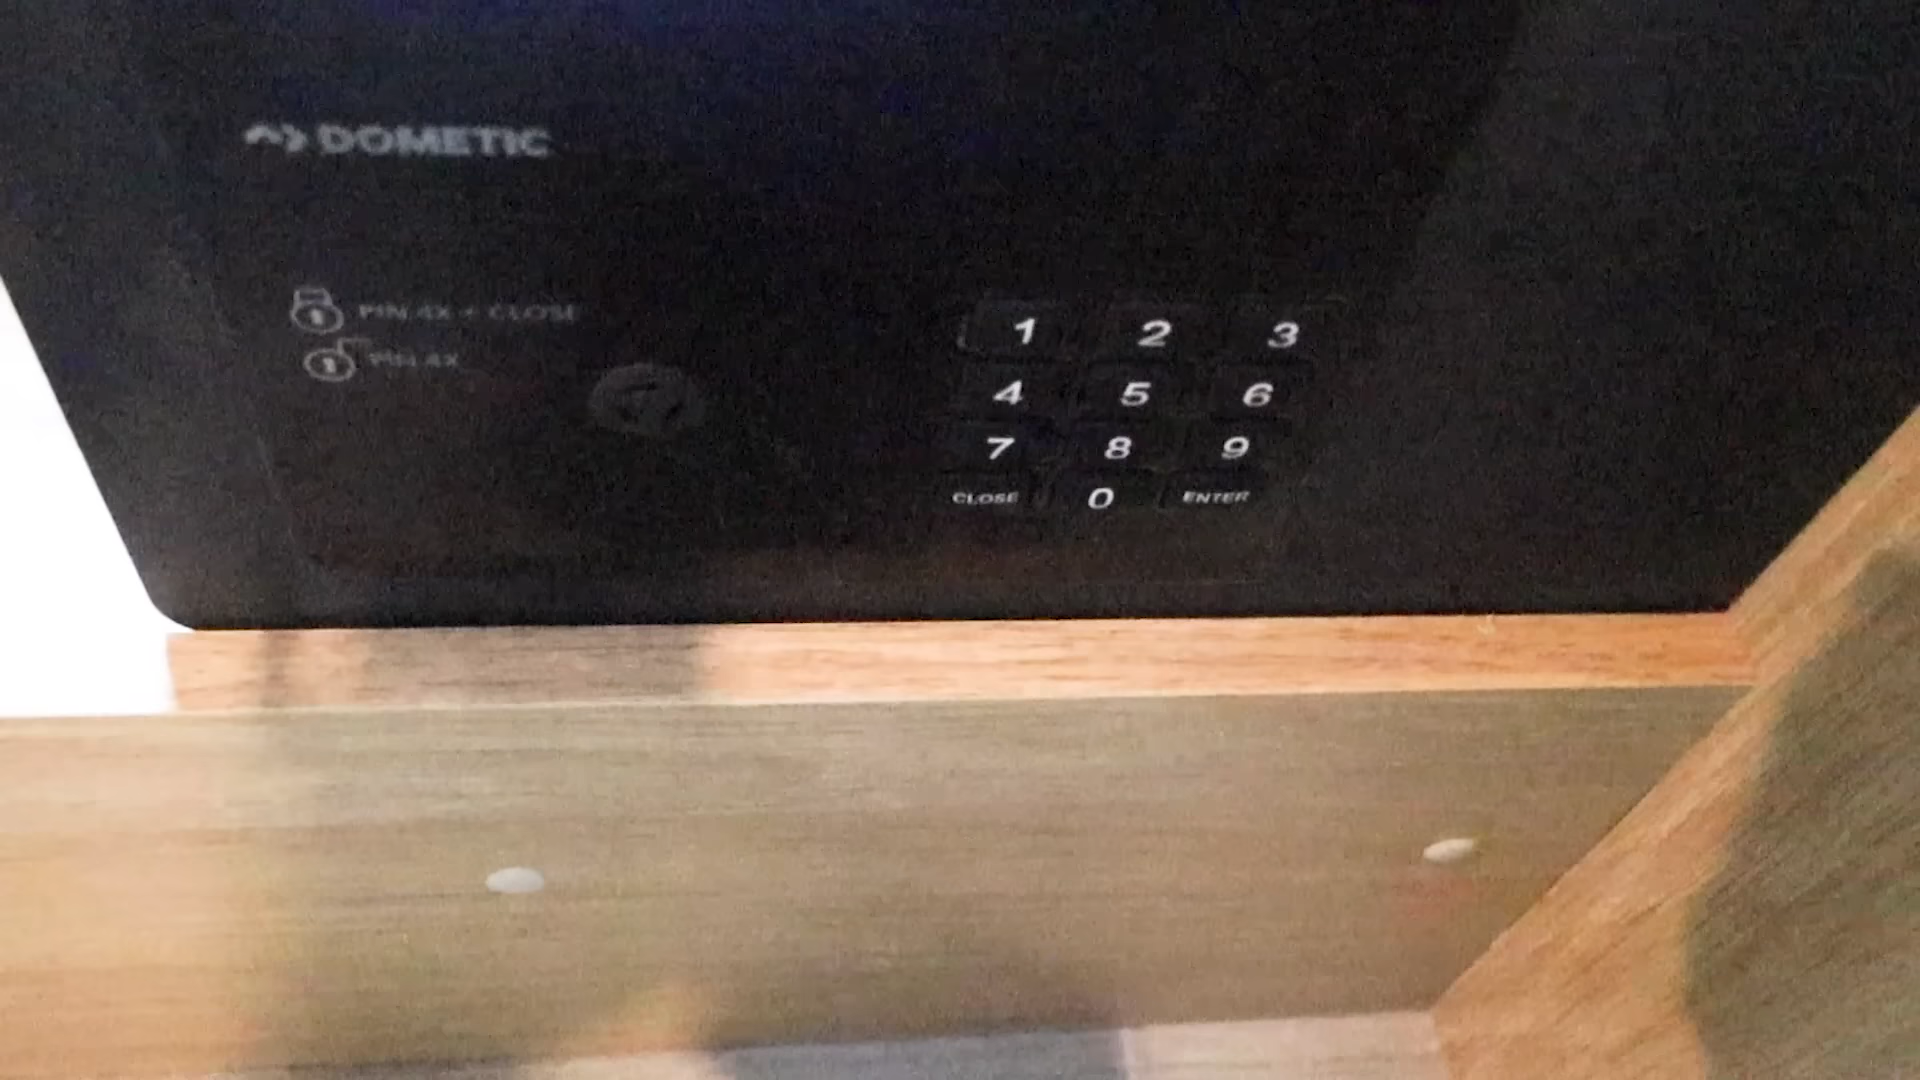 DOMETIC
PIN 4X + CLOSE
PIN 4X
1 2 3
4 5 6
7 8 9
CLOSE 0 ENTER